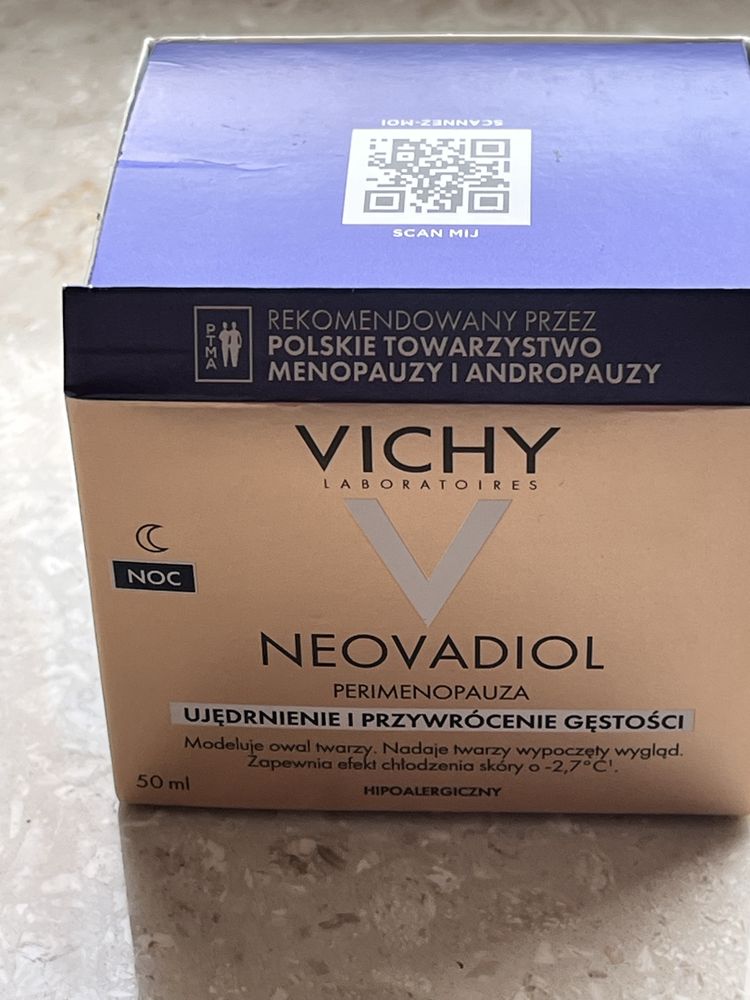 SCANNEZ-MOI
SCAN MIJ
PTMA
REKOMENDOWANY PRZEZ
POLSKIE TOWARZYSTWO
MENOPAUZY I ANDROPAUZY
VICHY
LABORATOIRES
NOC
NEOVADIOL
PERIMENOPAUZA
UJĘDRNIENIE I PRZYWRÓCENIE GĘSTOŚCI
Modeluje owal twarzy. Nadaje twarzy wypoczęty wygląd.
Zapewnia efekt chłodzenia skóry o -2,7°C¹.
50 ml
HIPOALERGICZNY